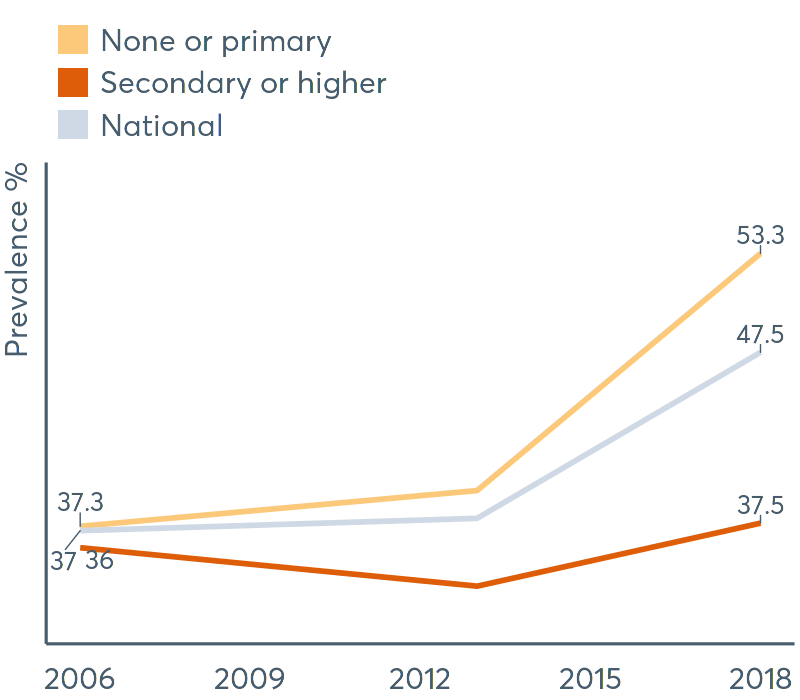 None or primary
Secondary or higher
National
Prevalence %
53.3
47.5
37.3
37.5
37 36
2006 2009 2012 2015 2018